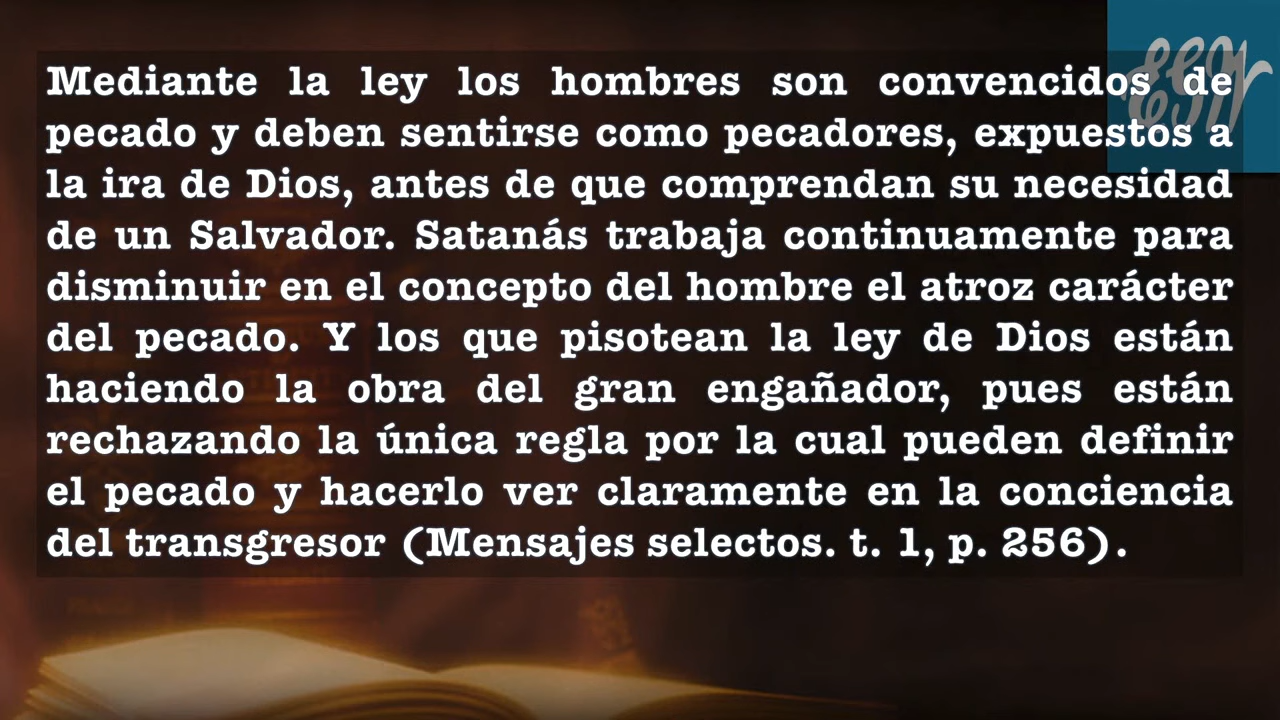 Mediante la ley los hombres son convencidos de
pecado y deben sentirse como pecadores, expuestos a
la ira de Dios, antes de que comprendan su necesidad
de un Salvador. Satanás trabaja continuamente para
disminuir en el concepto del hombre el atroz carácter
del pecado. Y los que pisotean la ley de Dios están
haciendo la obra del gran engañador, pues están
rechazando la única regla por la cual pueden definir
el pecado y hacerlo ver claramente en la conciencia
del transgresor (Mensajes selectos. t. 1, p. 256).